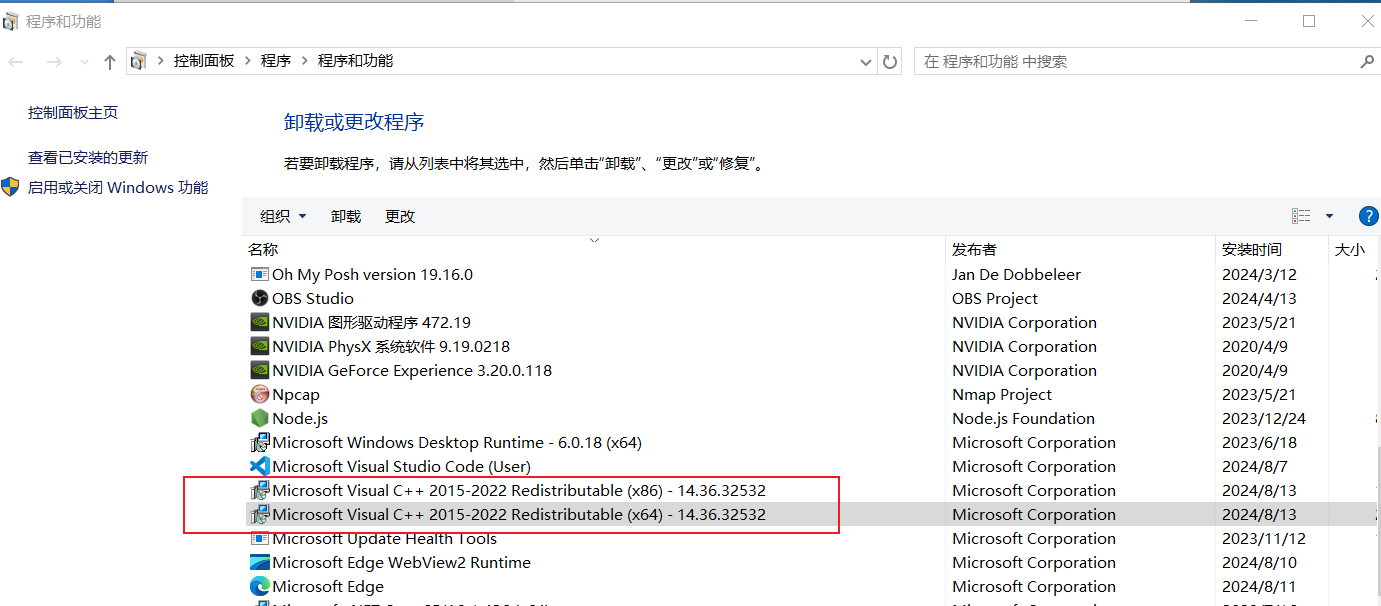 程序和功能
控制面板 程序 程序和功能 在 程序和功能 中搜索
控制面板主页
卸载或更改程序
查看已安装的更新
若要卸载程序，请从列表中将其选中，然后单击“卸载”、“更改”或“修复”。
启用或关闭 Windows 功能
组织 卸载 更改
名称 发布者 安装时间 大小
Oh My Posh version 19.16.0 Jan De Dobbeleer 2024/3/12
OBS Studio OBS Project 2024/4/13
NVIDIA 图形驱动程序 472.19 NVIDIA Corporation 2023/5/21
NVIDIA PhysX 系统软件 9.19.0218 NVIDIA Corporation 2020/4/9
NVIDIA GeForce Experience 3.20.0.118 NVIDIA Corporation 2020/4/9
Npcap Nmap Project 2023/5/21
Node.js Node.js Foundation 2023/12/24
Microsoft Windows Desktop Runtime - 6.0.18 (x64) Microsoft Corporation 2023/6/18
Microsoft Visual Studio Code (User) Microsoft Corporation 2024/8/7
Microsoft Visual C++ 2015-2022 Redistributable (x86) - 14.36.32532 Microsoft Corporation 2024/8/13
Microsoft Visual C++ 2015-2022 Redistributable (x64) - 14.36.32532 Microsoft Corporation 2024/8/13
Microsoft Update Health Tools Microsoft Corporation 2023/11/12
Microsoft Edge WebView2 Runtime Microsoft Corporation 2024/8/10
Microsoft Edge Microsoft Corporation 2024/8/11